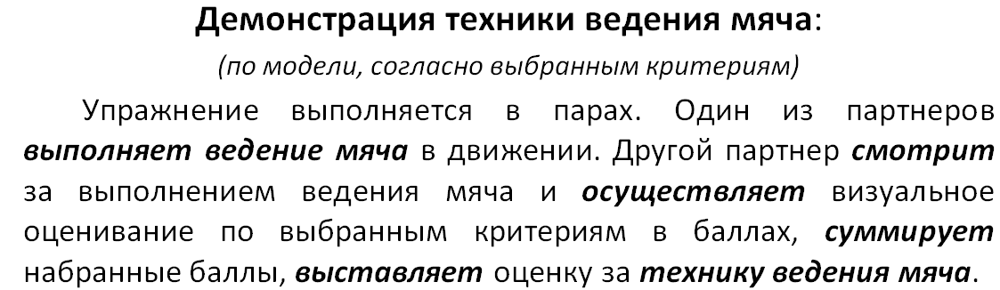 Демонстрация техники ведения мяча:
(по модели, согласно выбранным критериям)
Упражнение выполняется в парах. Один из партнеров
выполняет ведение мяча в движении. Другой партнер смотрит
за выполнением ведения мяча и осуществляет визуальное
оценивание по выбранным критериям в баллах, суммирует
набранные баллы, выставляет оценку за технику ведения мяча.